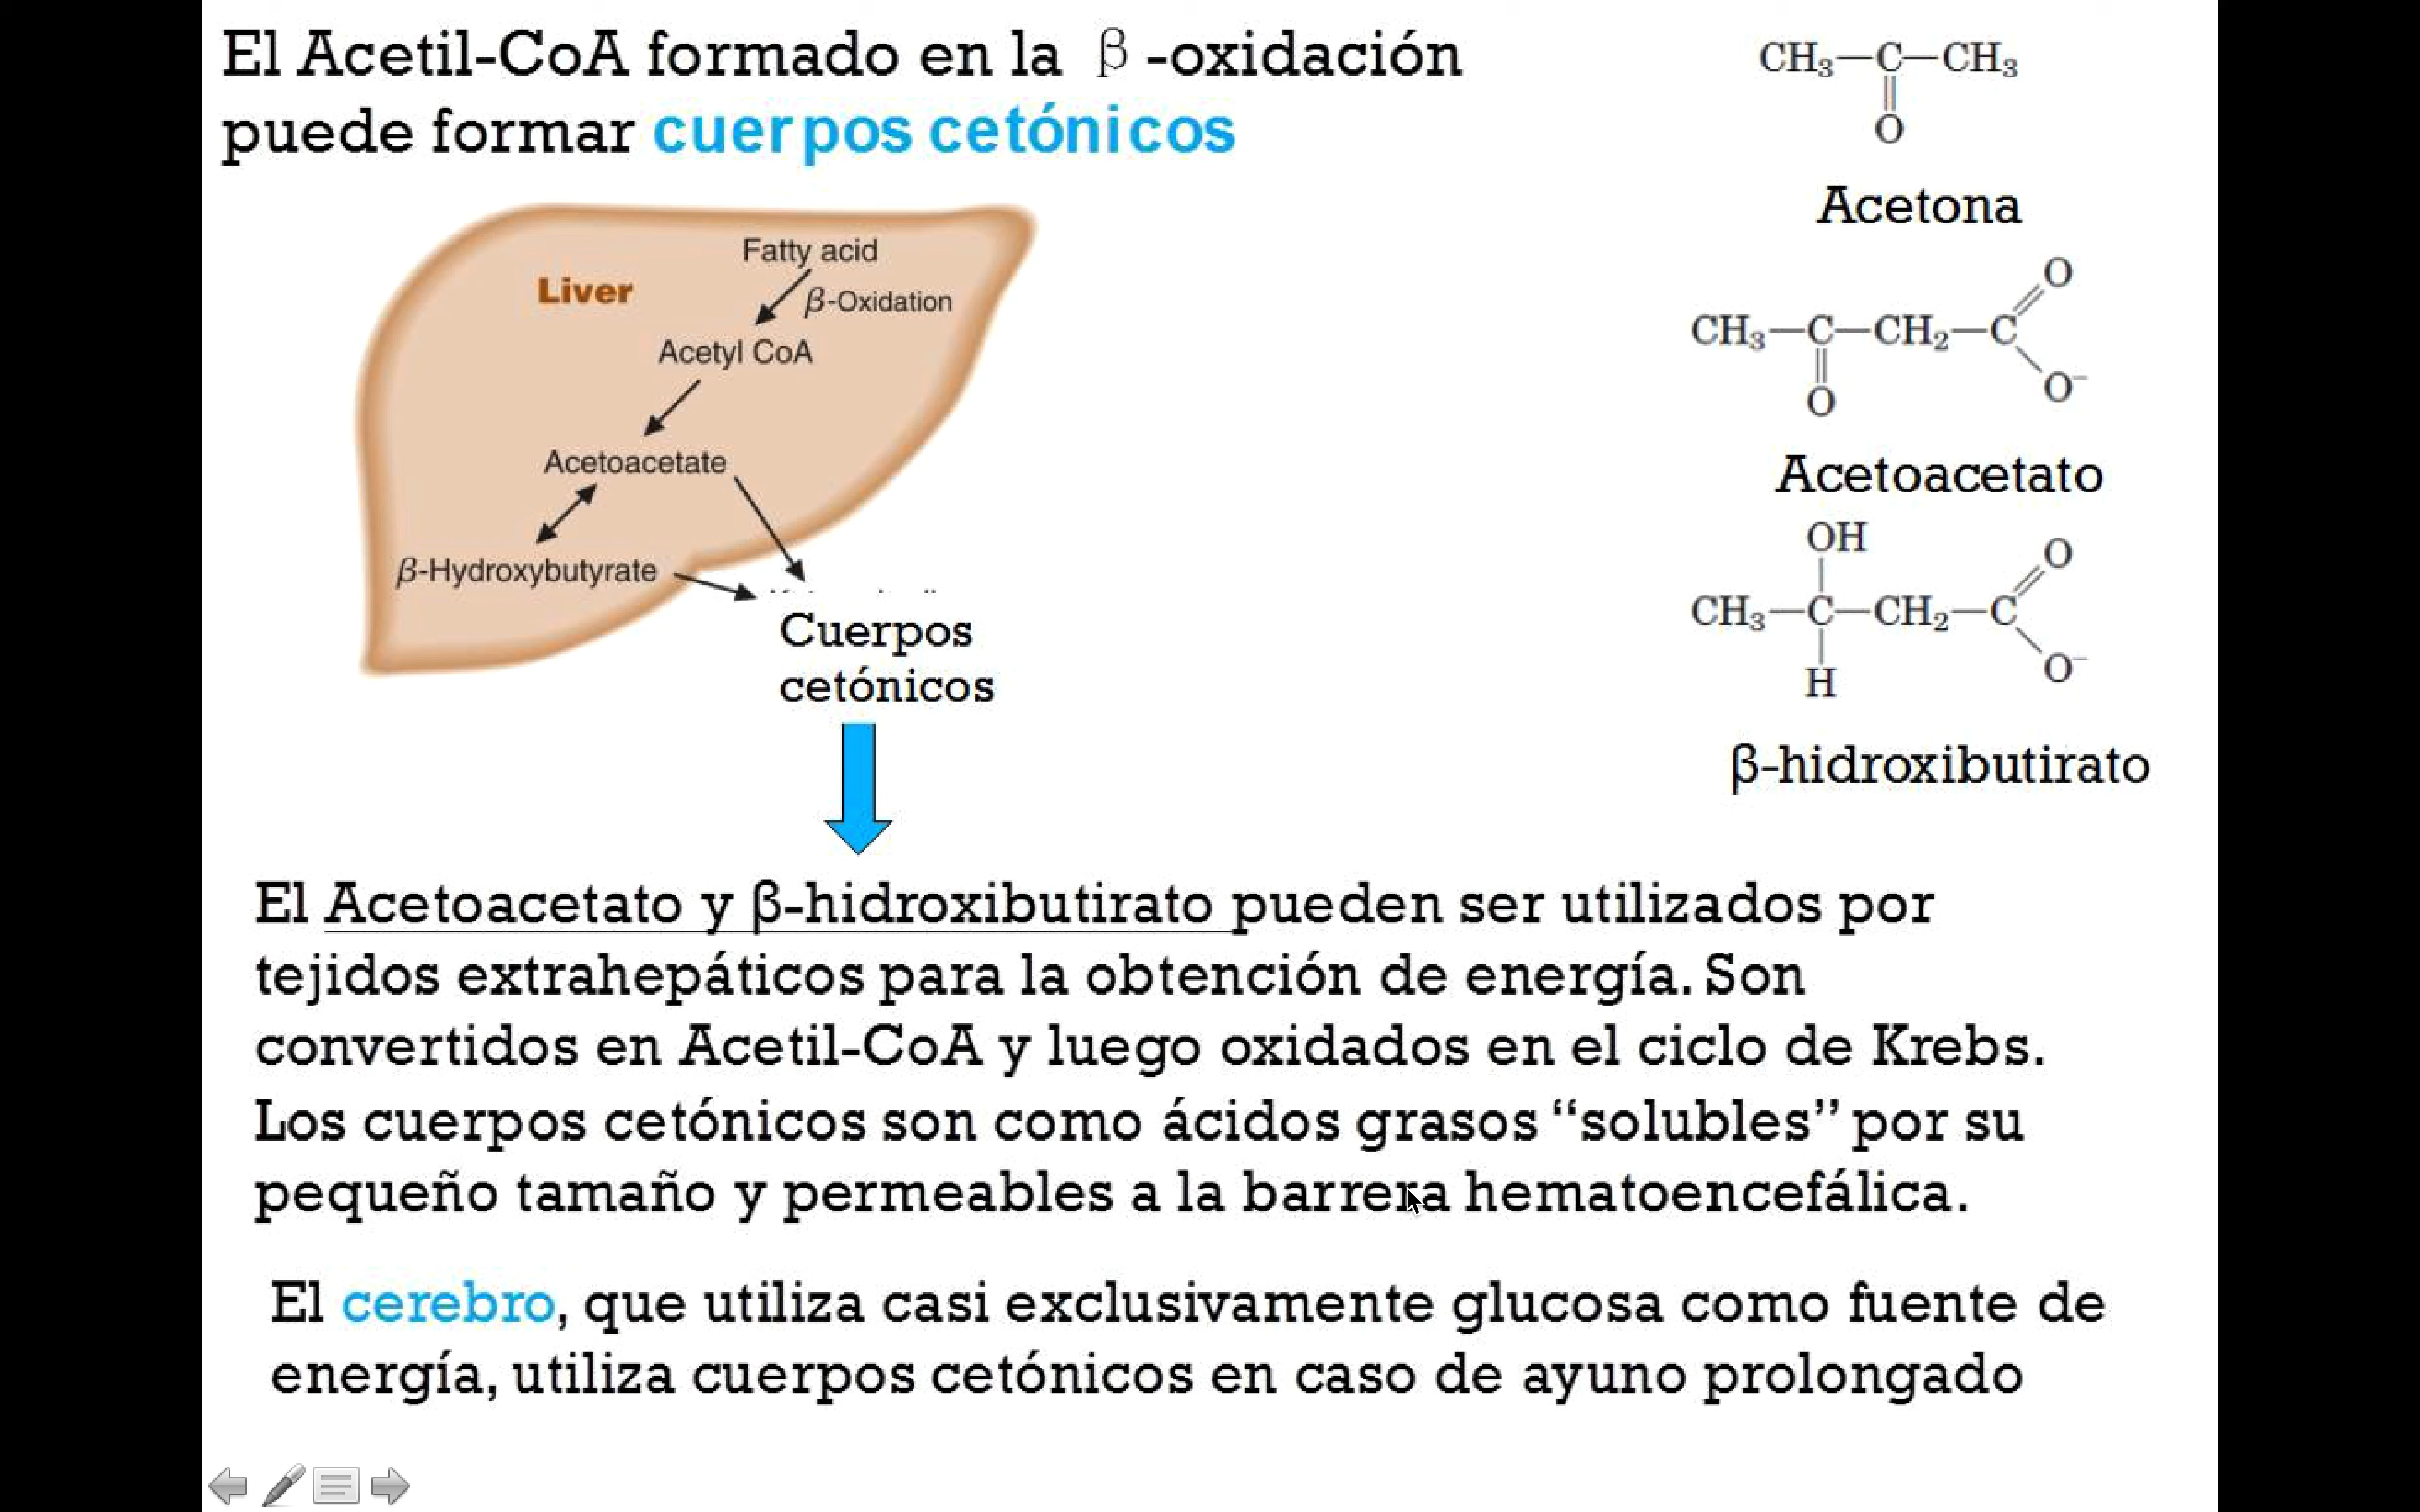 El Acetil-CoA formado en la β-oxidación
puede formar cuerpos cetónicos
Liver
Fatty acid
β-Oxidation
Acetyl CoA
Acetoacetate
β-Hydroxybutyrate
Cuerpos
cetónicos
CH₃—C—CH₃
O
Acetona
O
CH₃—C—CH₂—C
O
O⁻
Acetoacetato
OH
O
CH₃—C—CH₂—C
H
O⁻
β-hidroxibutirato
El Acetoacetato y β-hidroxibutirato pueden ser utilizados por
tejidos extrahepáticos para la obtención de energía. Son
convertidos en Acetil-CoA y luego oxidados en el ciclo de Krebs.
Los cuerpos cetónicos son como ácidos grasos “solubles” por su
pequeño tamaño y permeables a la barrera hematoencefálica.
El cerebro, que utiliza casi exclusivamente glucosa como fuente de
energía, utiliza cuerpos cetónicos en caso de ayuno prolongado